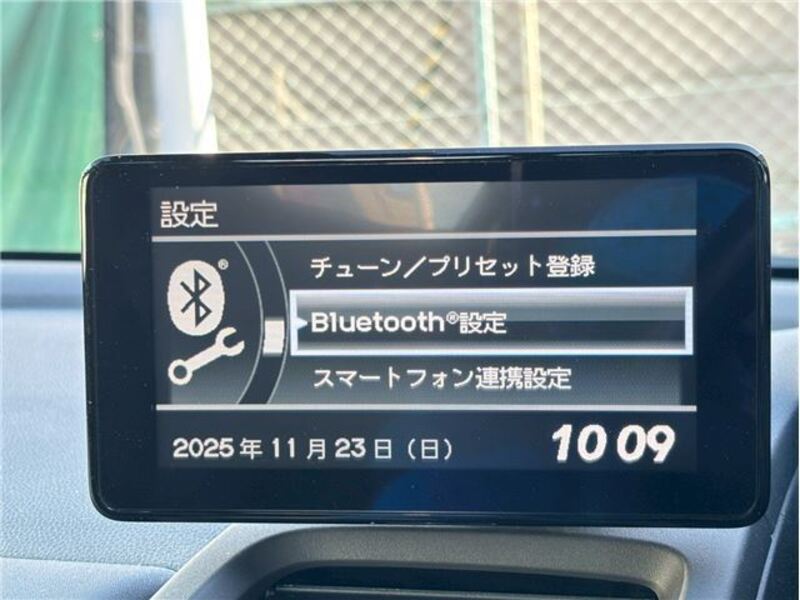 設定
®
チューン／プリセット登録
Bluetooth®設定
スマートフォン連携設定
2025年11月23日（日）
10 09